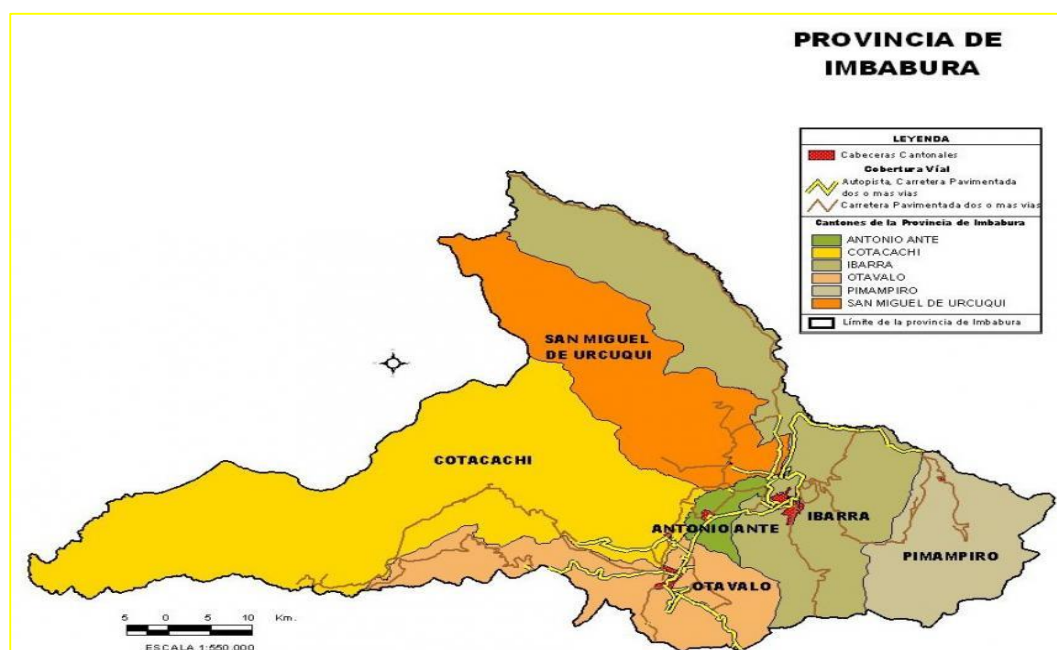 PROVINCIA DE
IMBABURA
LEYENDA
Cabeceras Cantonales
Cobertura Víal
Autopista, Carretera Pavimentada
dos o mas vias
Carretera Pavimentada dos o mas vias
Cantones de la Provincia de Imbabura
ANTONIO ANTE
COTACACHI
IBARRA
OTAVALO
PIMAMPIRO
SAN MIGUEL DE URCUQUI
Límite de la provincia de Imbabura
SAN MIGUEL
DE URCUQUI
COTACACHI
ANTONIO ANTE
IBARRA
PIMAMPIRO
OTAVALO
5 0 5 10 Km.
ESCALA 1:550.000